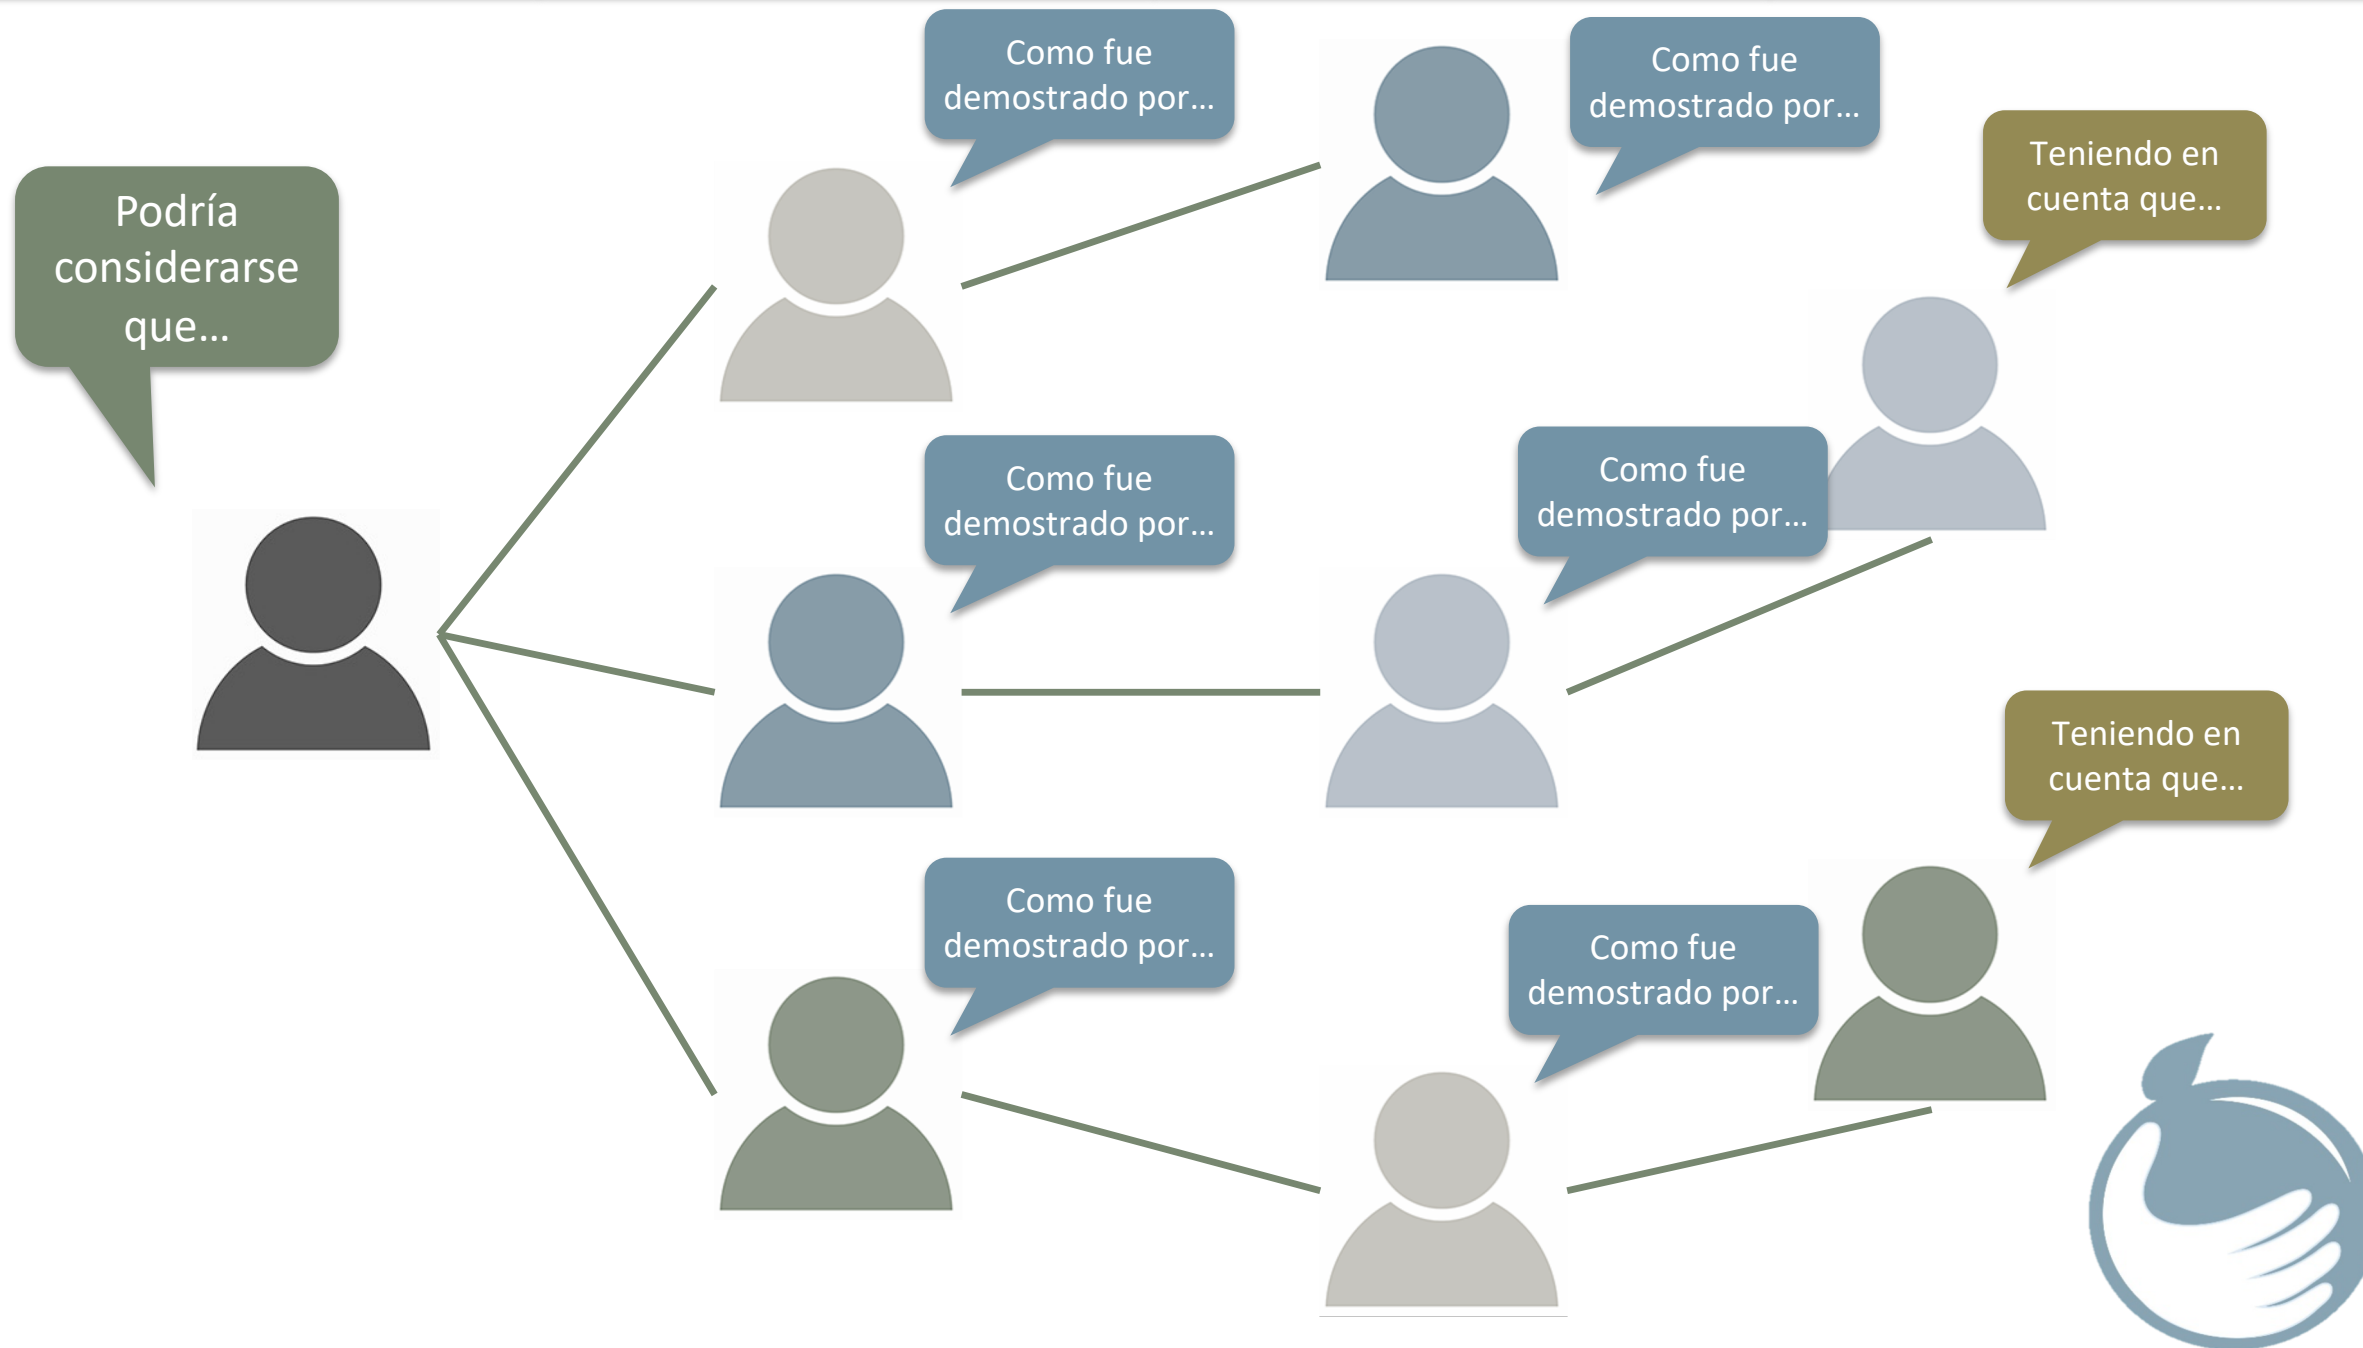 Podría
considerarse
que...
Como fue
demostrado por...
Como fue
demostrado por...
Teniendo en
cuenta que...
Como fue
demostrado por...
Como fue
demostrado por...
Teniendo en
cuenta que...
Como fue
demostrado por...
Como fue
demostrado por...